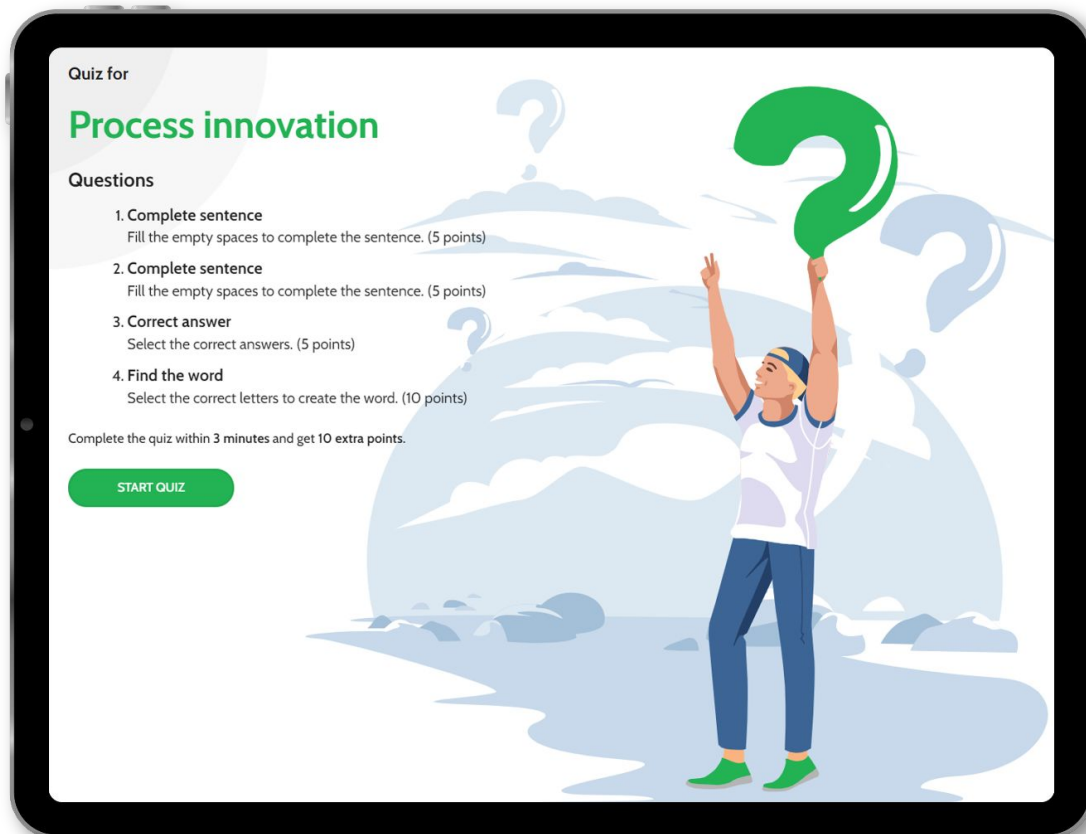 Quiz for
Process innovation
Questions
1. Complete sentence
Fill the empty spaces to complete the sentence. (5 points)
2. Complete sentence
Fill the empty spaces to complete the sentence. (5 points)
3. Correct answer
Select the correct answers. (5 points)
4. Find the word
Select the correct letters to create the word. (10 points)
Complete the quiz within 3 minutes and get 10 extra points.
START QUIZ